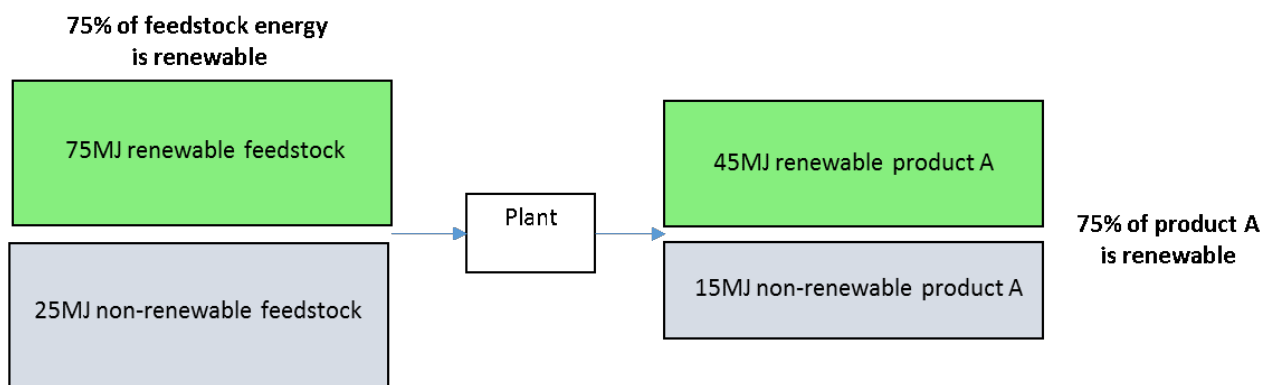 75% of feedstock energy
is renewable
75MJ renewable feedstock
25MJ non-renewable feedstock
Plant
45MJ renewable product A
15MJ non-renewable product A
75% of product A
is renewable